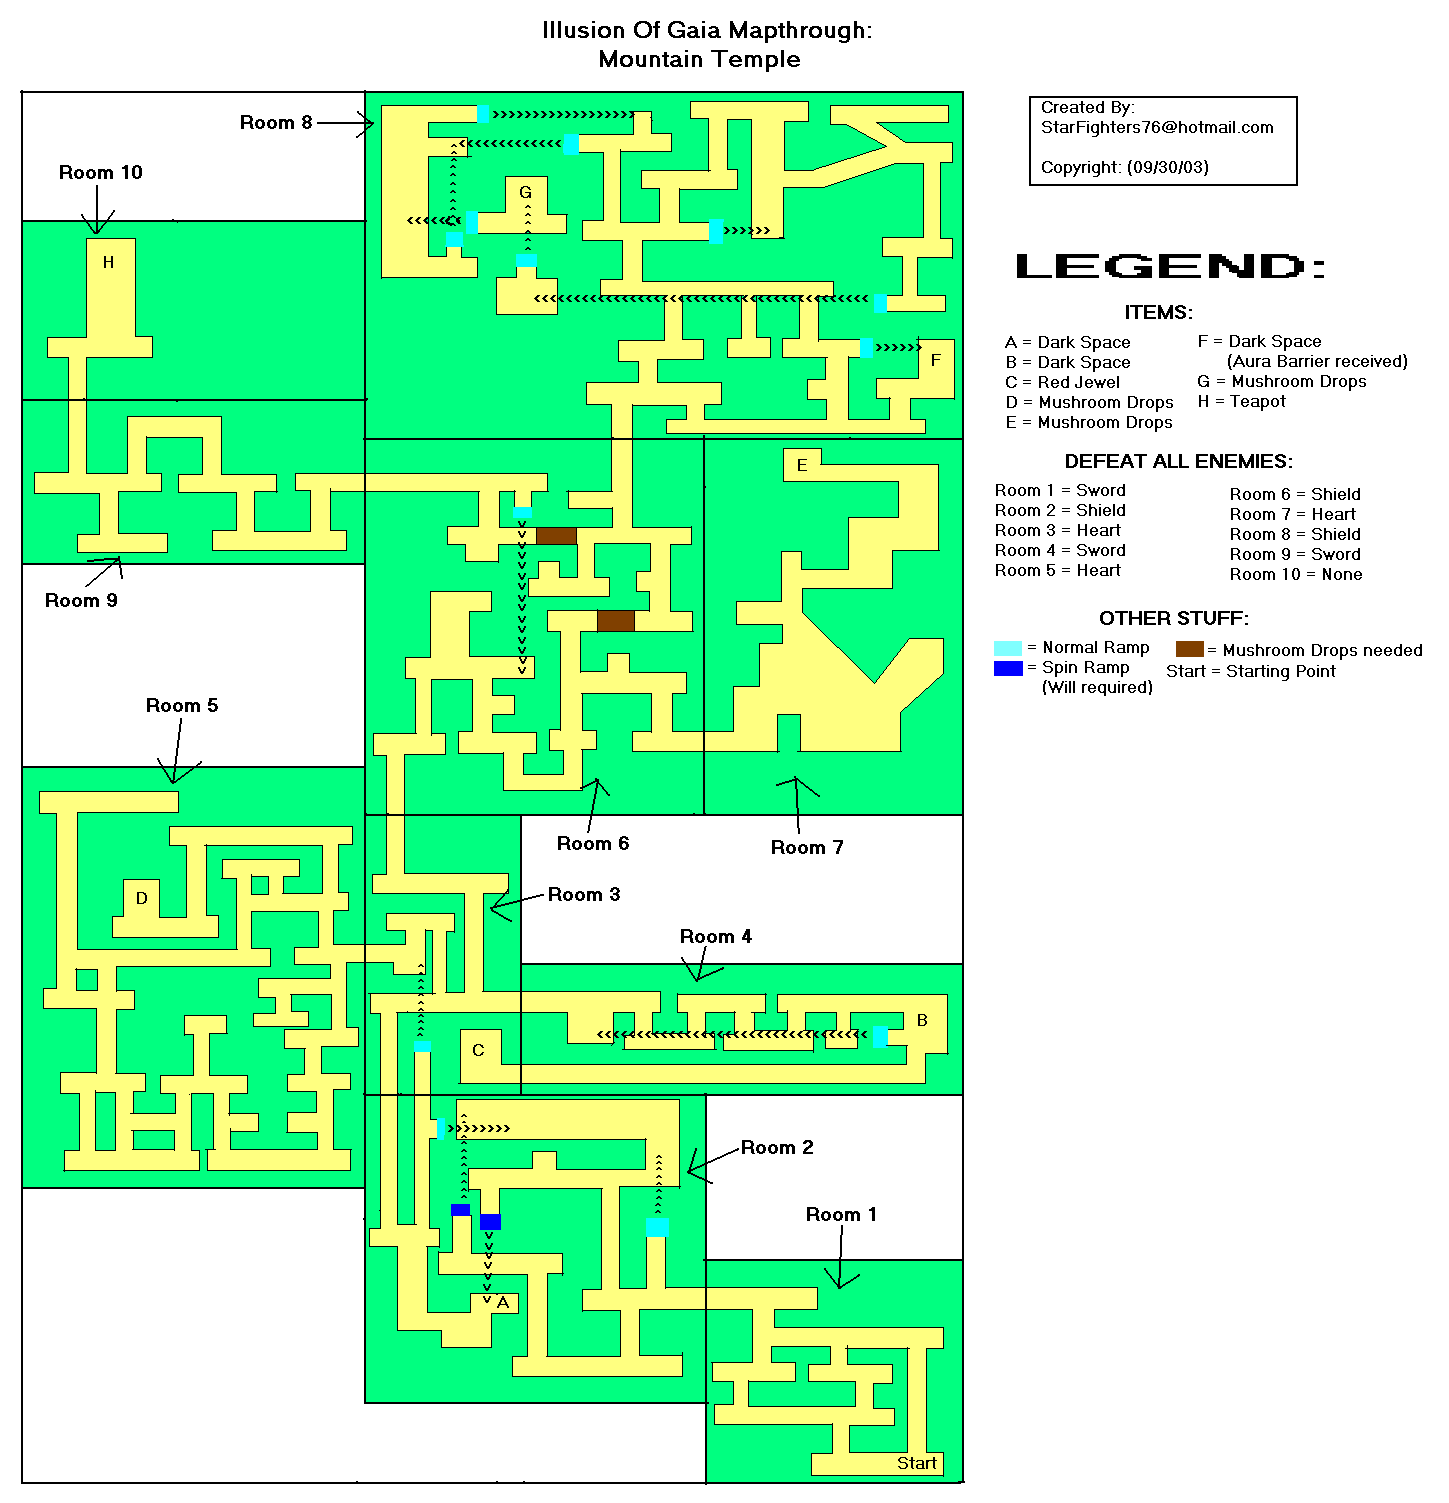 Illusion Of Gaia Mapthrough:
Mountain Temple
Created By:
StarFighters76@hotmail.com
Copyright: (09/30/03)
Room 8
Room 10
G
H
F
LEGEND:
ITEMS:
A = Dark Space
B = Dark Space
C = Red Jewel
D = Mushroom Drops
E = Mushroom Drops
F = Dark Space
(Aura Barrier received)
G = Mushroom Drops
H = Teapot
E
DEFEAT ALL ENEMIES:
Room 1 = Sword
Room 2 = Shield
Room 3 = Heart
Room 4 = Sword
Room 5 = Heart
Room 6 = Shield
Room 7 = Heart
Room 8 = Shield
Room 9 = Sword
Room 10 = None
Room 9
OTHER STUFF:
= Normal Ramp
= Spin Ramp
(Will required)
= Mushroom Drops needed
Start = Starting Point
Room 5
Room 6
Room 7
D
Room 3
Room 4
B
C
Room 2
Room 1
A
Start